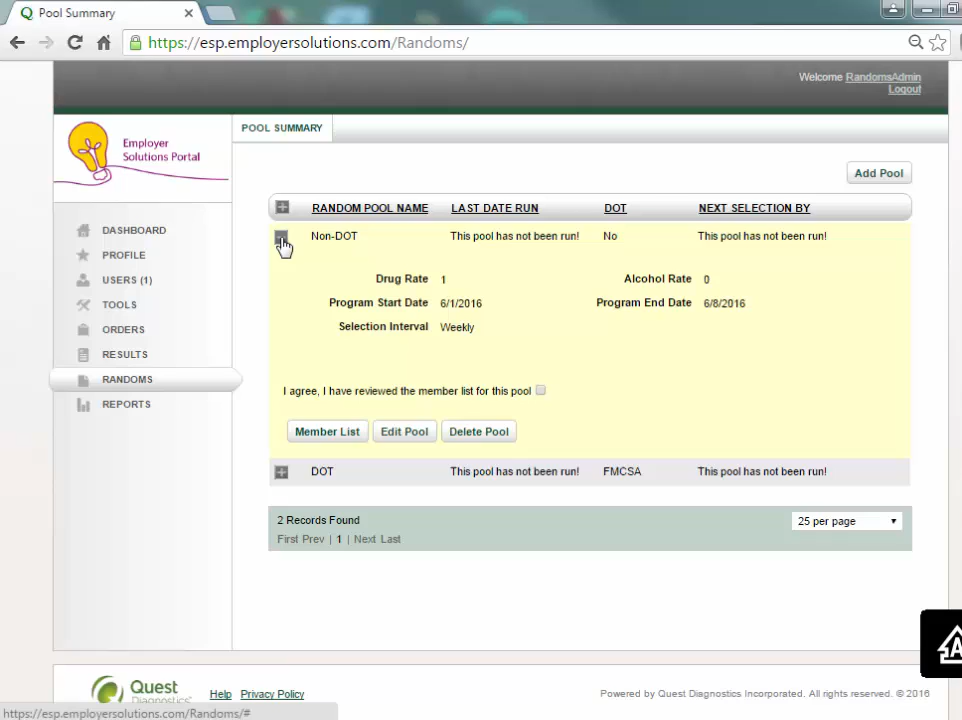 Pool Summary
https://esp.employersolutions.com/Randoms/
Welcome RandomsAdmin
Logout
Employer
Solutions Portal
POOL SUMMARY
Add Pool
RANDOM POOL NAME LAST DATE RUN DOT NEXT SELECTION BY
Non-DOT This pool has not been run! No This pool has not been run!
Drug Rate 1 Alcohol Rate 0
Program Start Date 6/1/2016 Program End Date 6/8/2016
Selection Interval Weekly
I agree, I have reviewed the member list for this pool
Member List Edit Pool Delete Pool
DOT This pool has not been run! FMCSA This pool has not been run!
2 Records Found 25 per page
First Prev | 1 | Next Last
DASHBOARD
PROFILE
USERS (1)
TOOLS
ORDERS
RESULTS
RANDOMS
REPORTS
Quest
Diagnostics
Help Privacy Policy
Powered by Quest Diagnostics Incorporated. All rights reserved. © 2016
https://esp.employersolutions.com/Randoms/#